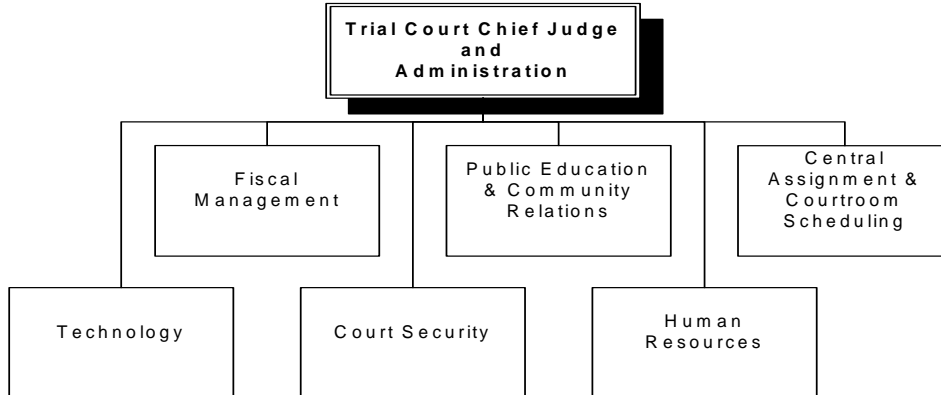 Trial Court Chief Judge
and
Administration
Fiscal
Management
Public Education
& Community
Relations
Central
Assignment &
Courtroom
Scheduling
Technology
Court Security
Human
Resources